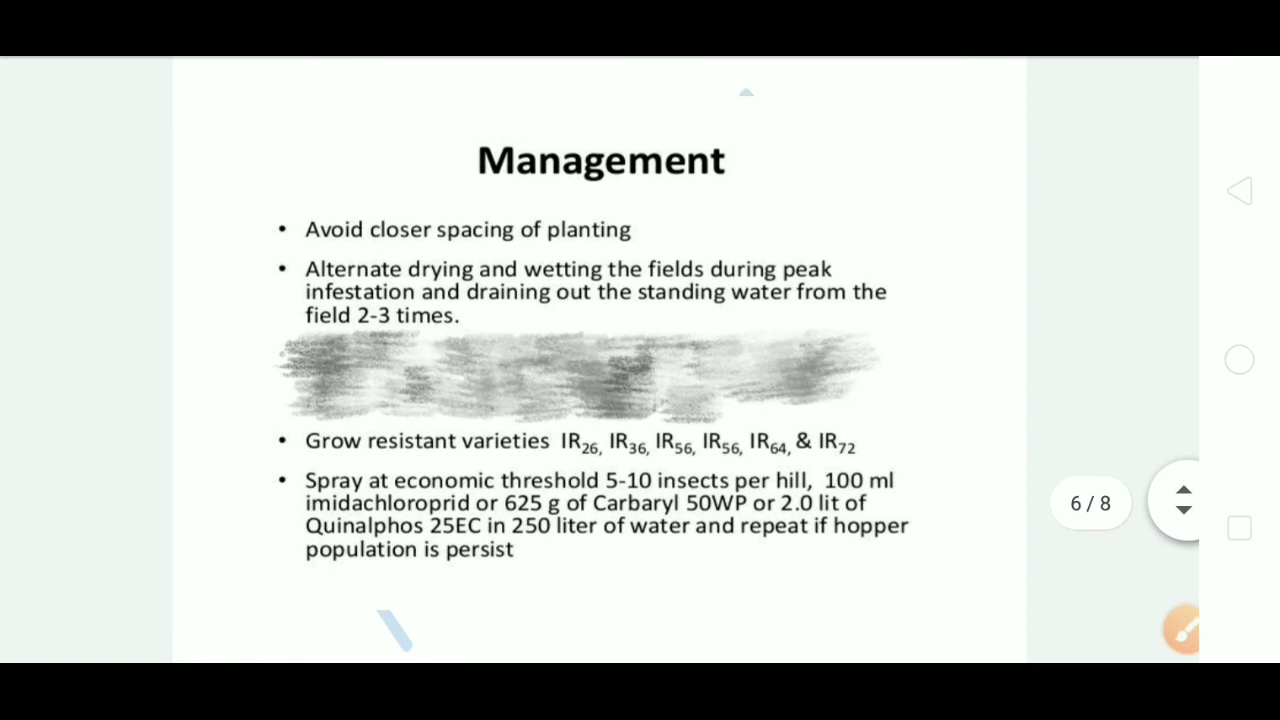 Management
• Avoid closer spacing of planting
• Alternate drying and wetting the fields during peak
infestation and draining out the standing water from the
field 2-3 times.
• Grow resistant varieties IR26, IR36, IR56, IR56, IR64, & IR72
• Spray at economic threshold 5-10 insects per hill, 100 ml
imidachloroprid or 625 g of Carbaryl 50WP or 2.0 lit of
Quinalphos 25EC in 250 liter of water and repeat if hopper
population is persist
6 / 8